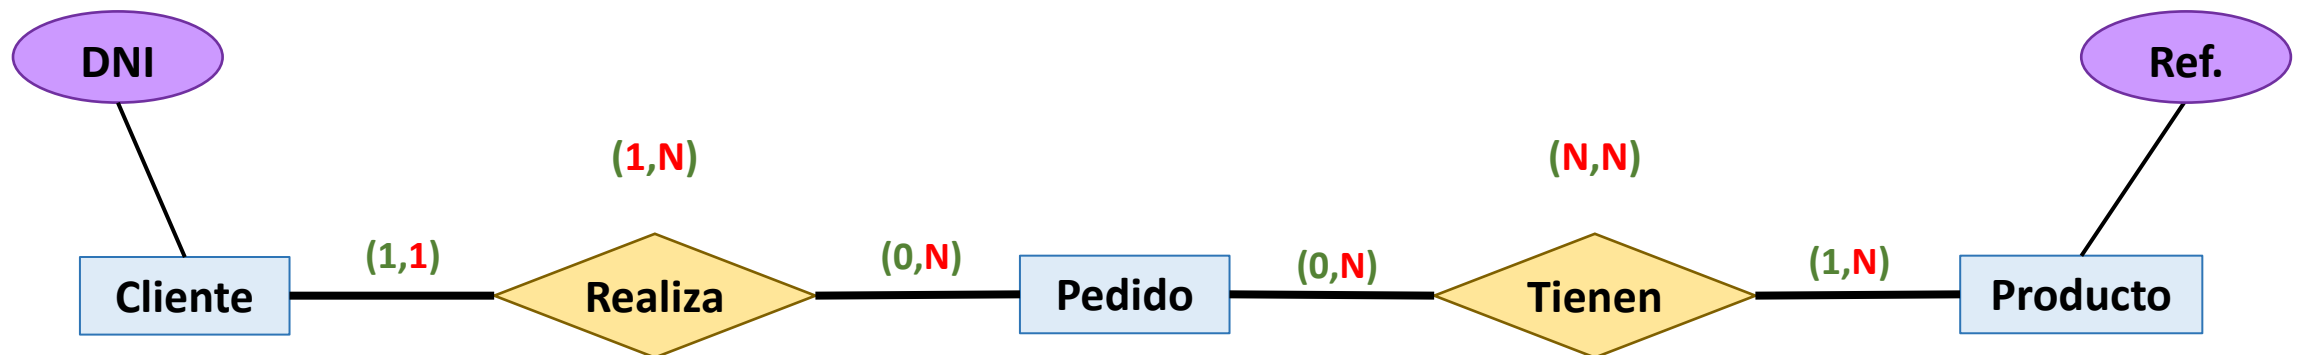 DNI
Ref.
(1,N)
(N,N)
(1,1)
(0,N)
(0,N)
(1,N)
Cliente
Realiza
Pedido
Tienen
Producto